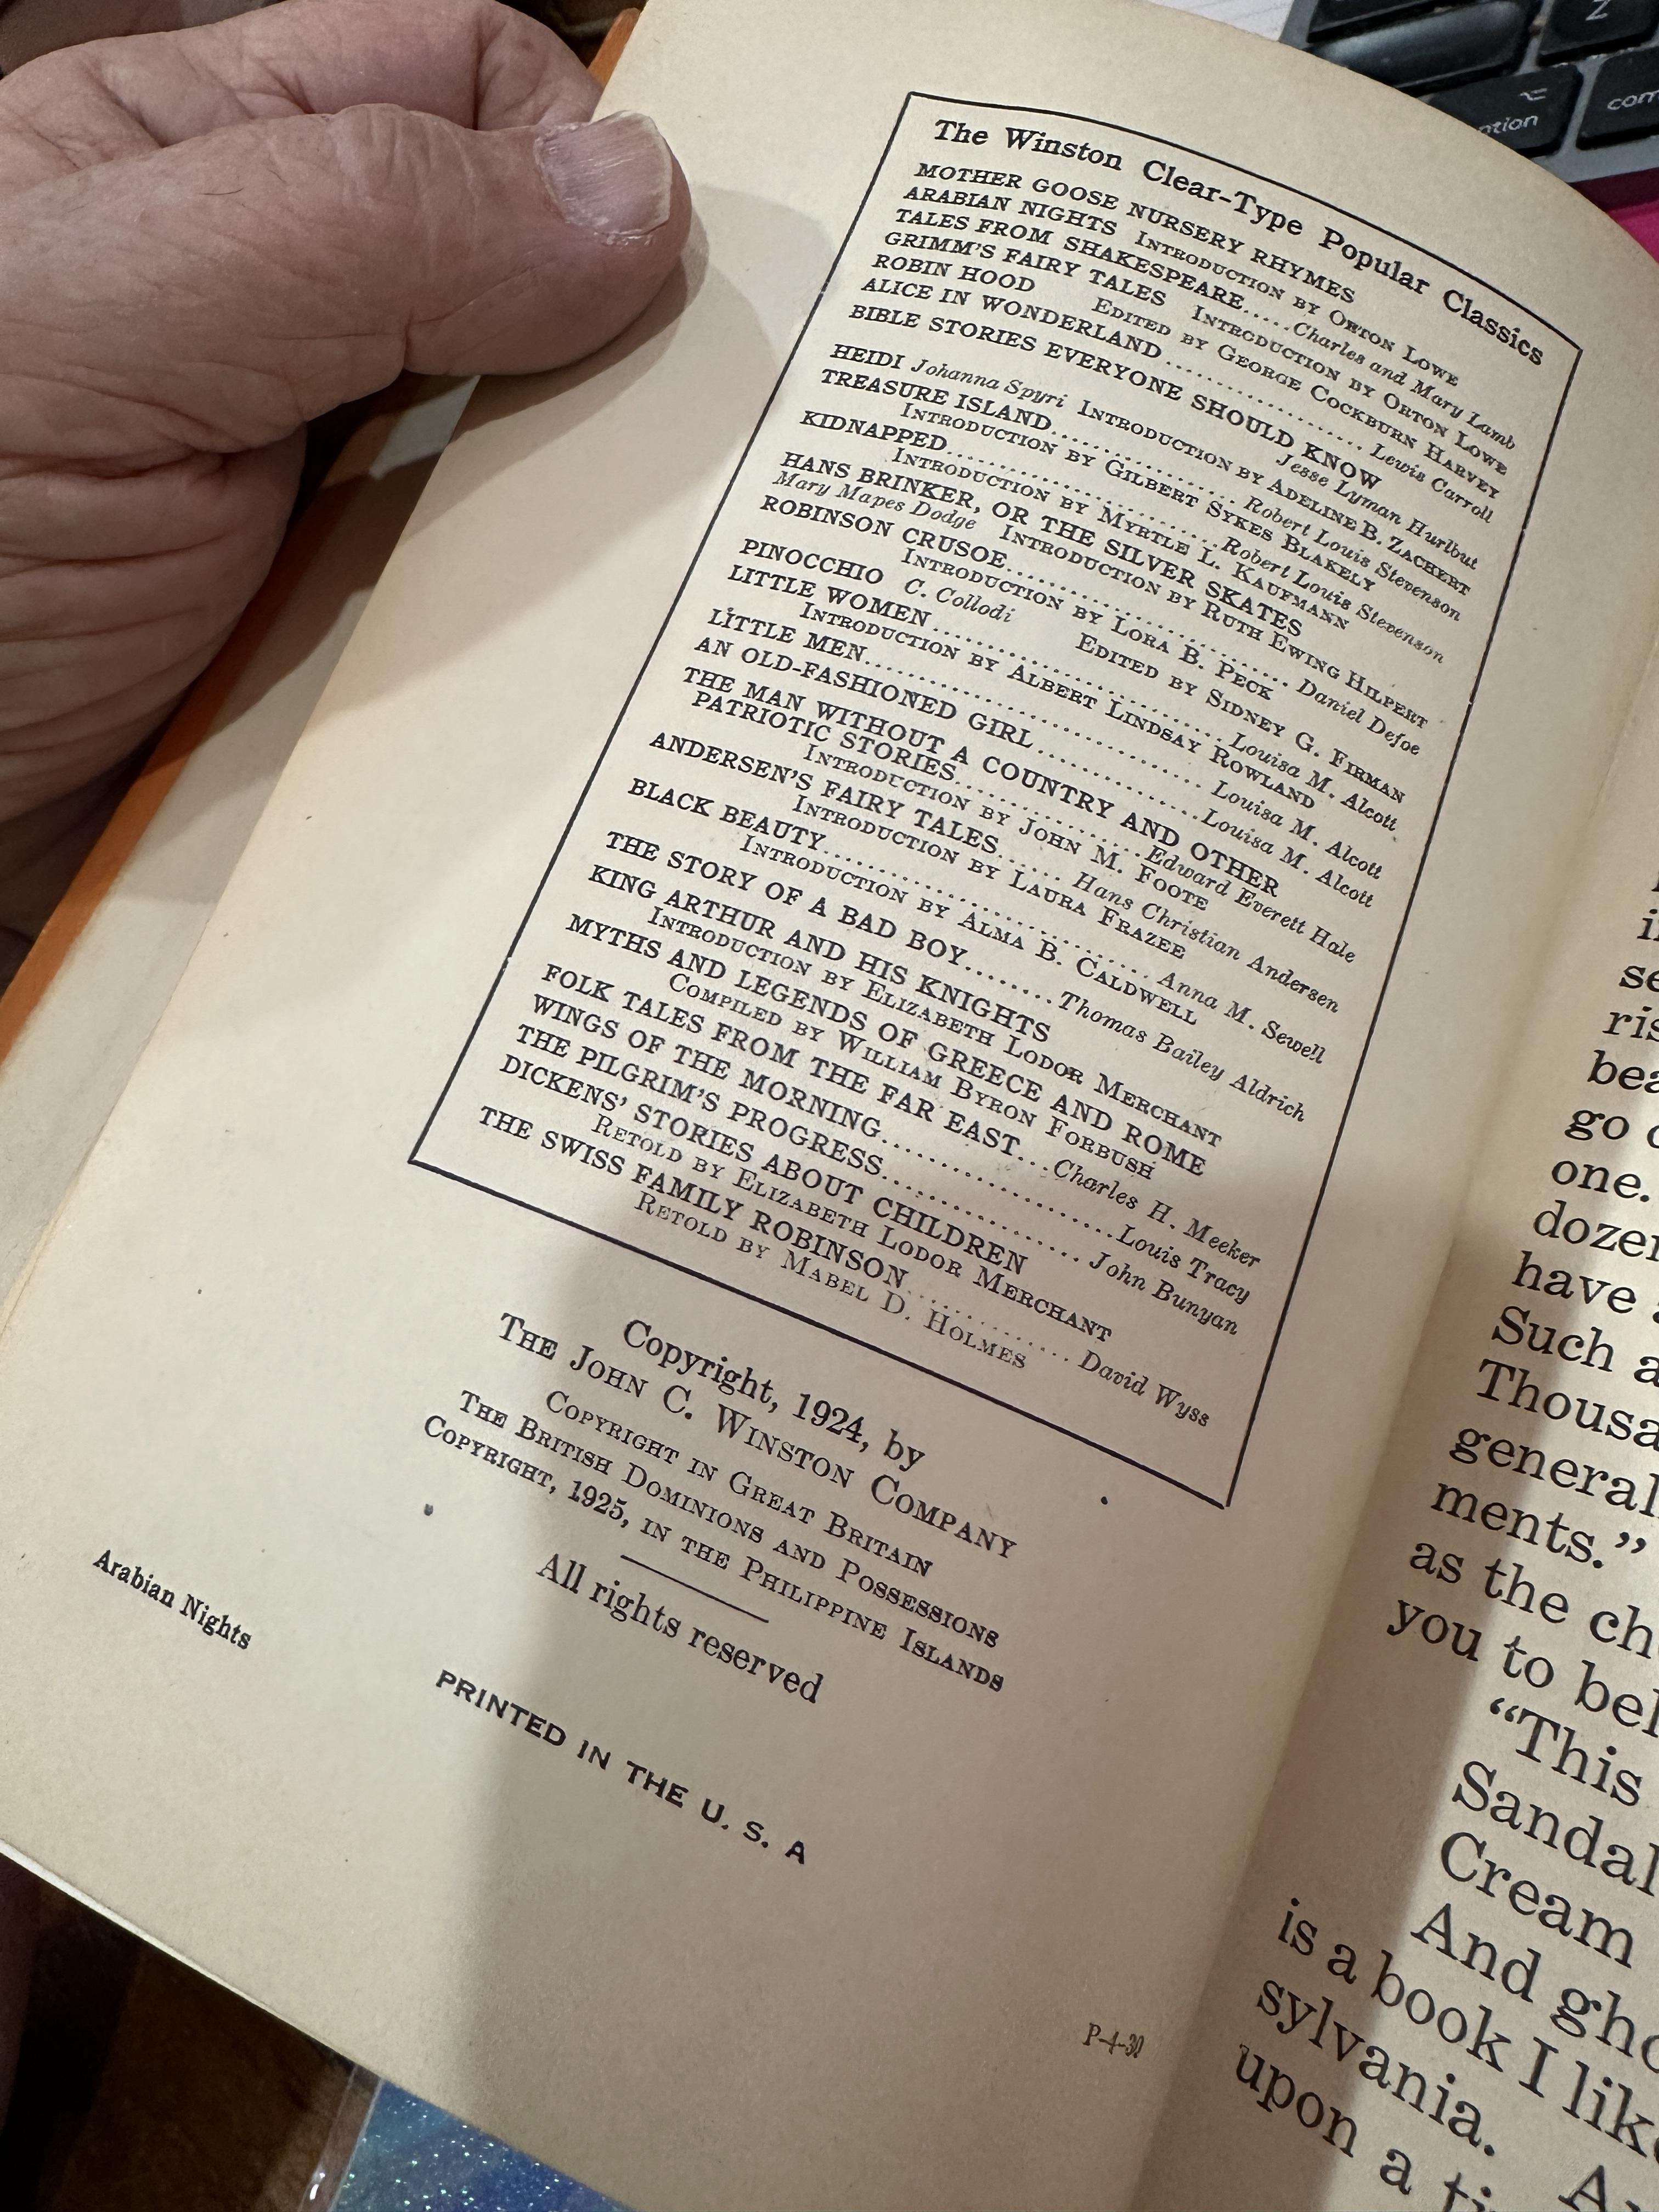 The Winston Clear-Type Popular Classics
MOTHER GOOSE NURSERY RHYMES
ARABIAN NIGHTS INTRODUCTION BY ORTON LOWE
TALES FROM SHAKESPEARE.....Charles and Mary Lamb
GRIMM'S FAIRY TALES INTRODUCTION BY ORTON LOWE
ROBIN HOOD EDITED BY GEORGE COCKBURN HARVEY
ALICE IN WONDERLAND....................Lewis Carroll
BIBLE STORIES EVERYONE SHOULD KNOW
Jesse Lyman Hurlbut
HEIDI Johanna Spyri INTRODUCTION BY ADELINE B. ZACHERT
TREASURE ISLAND....................Robert Louis Stevenson
INTRODUCTION BY GILBERT SYKES BLAKELY
KIDNAPPED.............................Robert Louis Stevenson
INTRODUCTION BY MYRTLE L. KAUFMANN
HANS BRINKER, OR THE SILVER SKATES
Mary Mapes Dodge INTRODUCTION BY RUTH EWING HILPERT
ROBINSON CRUSOE.............................Daniel Defoe
INTRODUCTION BY LORA B. PECK
PINOCCHIO C. Collodi EDITED BY SIDNEY G. FIRMAN
LITTLE WOMEN..............................Louisa M. Alcott
INTRODUCTION BY ALBERT LINDSAY ROWLAND
LITTLE MEN...................................Louisa M. Alcott
AN OLD-FASHIONED GIRL.................Louisa M. Alcott
THE MAN WITHOUT A COUNTRY AND OTHER
PATRIOTIC STORIES....................Edward Everett Hale
INTRODUCTION BY JOHN M. FOOTE
ANDERSEN'S FAIRY TALES......Hans Christian Andersen
INTRODUCTION BY LAURA FRAZEE
BLACK BEAUTY..............................Anna M. Sewell
INTRODUCTION BY ALMA B. CALDWELL
THE STORY OF A BAD BOY.........Thomas Bailey Aldrich
KING ARTHUR AND HIS KNIGHTS
INTRODUCTION BY ELIZABETH LODOR MERCHANT
MYTHS AND LEGENDS OF GREECE AND ROME
COMPILED BY WILLIAM BYRON FORBUSH
FOLK TALES FROM THE FAR EAST...Charles H. Meeker
WINGS OF THE MORNING.......................Louis Tracy
THE PILGRIM'S PROGRESS....................John Bunyan
DICKENS' STORIES ABOUT CHILDREN
RETOLD BY ELIZABETH LODOR MERCHANT
THE SWISS FAMILY ROBINSON................David Wyss
RETOLD BY MABEL D. HOLMES
Copyright, 1924, by
THE JOHN C. WINSTON COMPANY
COPYRIGHT IN GREAT BRITAIN
THE BRITISH DOMINIONS AND POSSESSIONS
COPYRIGHT, 1925, IN THE PHILIPPINE ISLANDS
All rights reserved
Arabian Nights
PRINTED IN THE U. S. A
P-4-30
go
one.
have
Such
general
ments."
as the
you to
"This
Cream
And
is a book I
sylvania.
upon a
Z